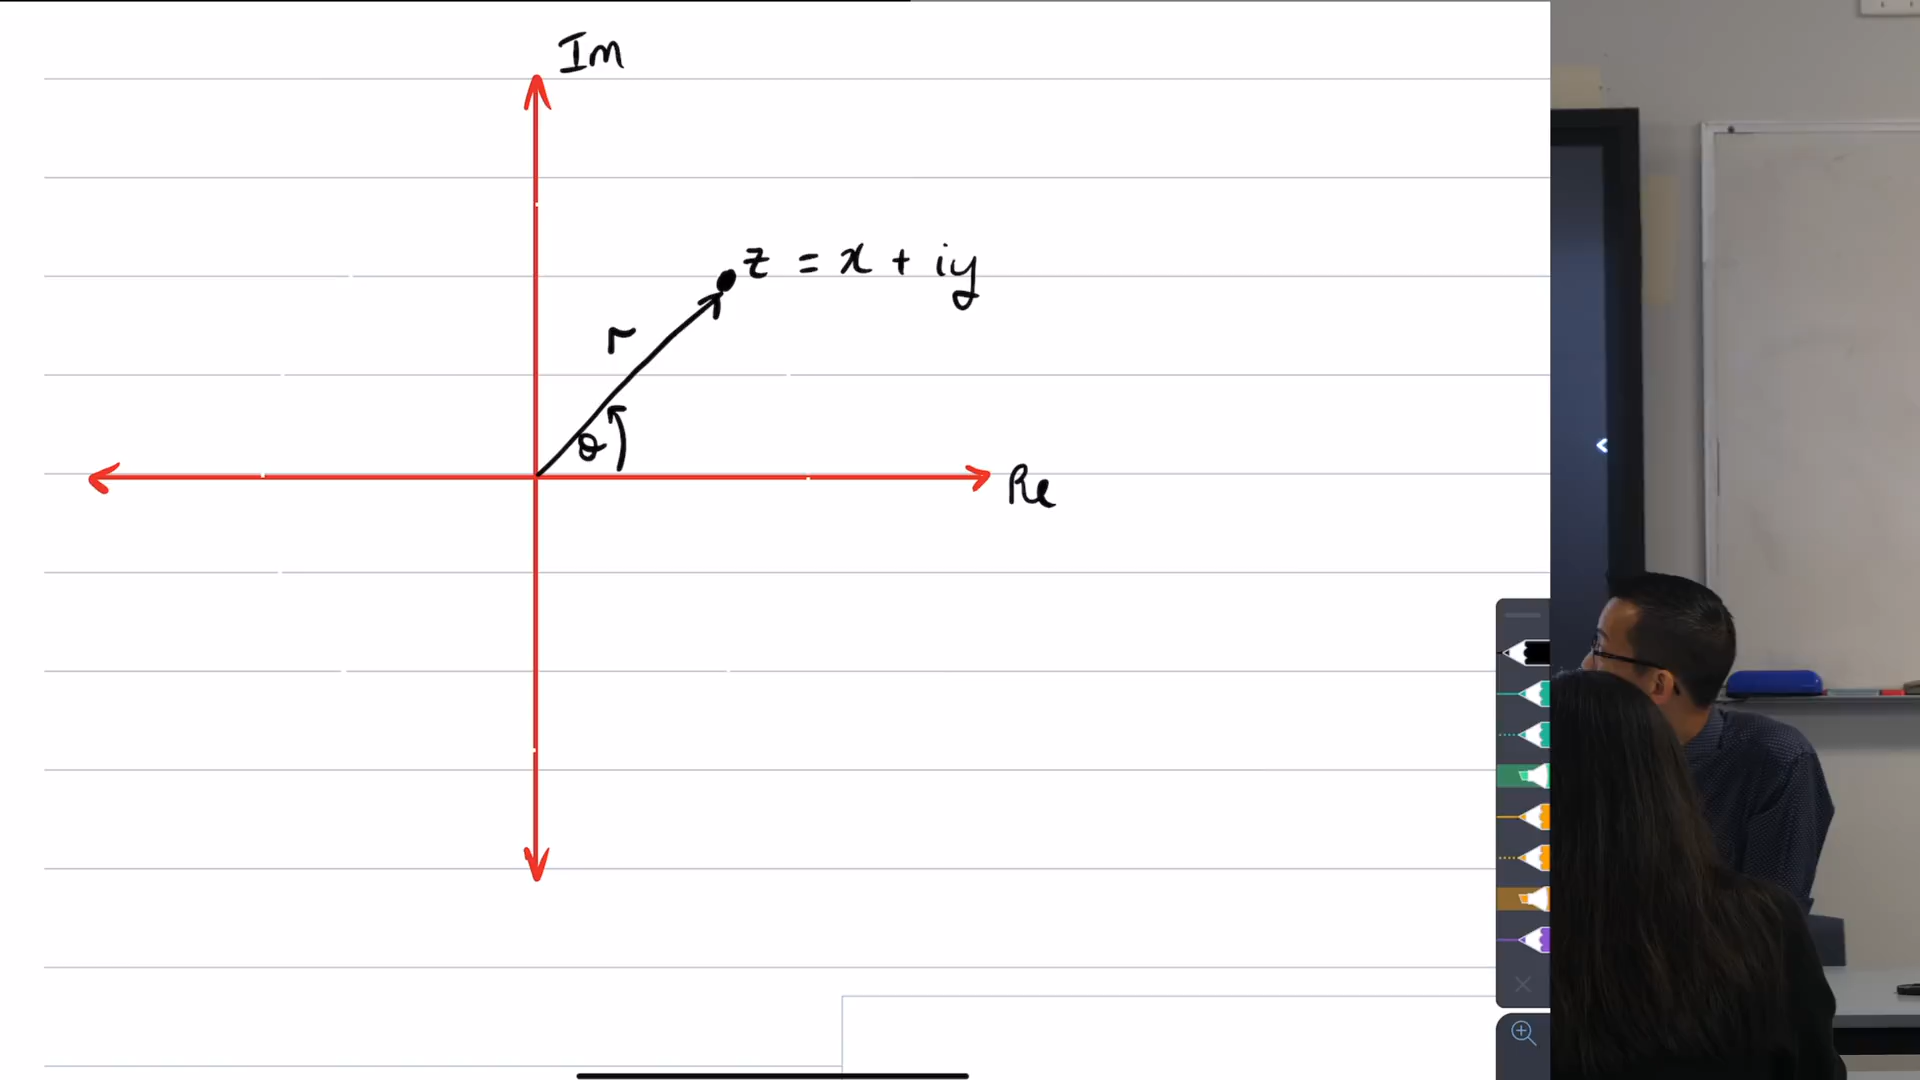 Im
z = x + iy
r
θ
Re